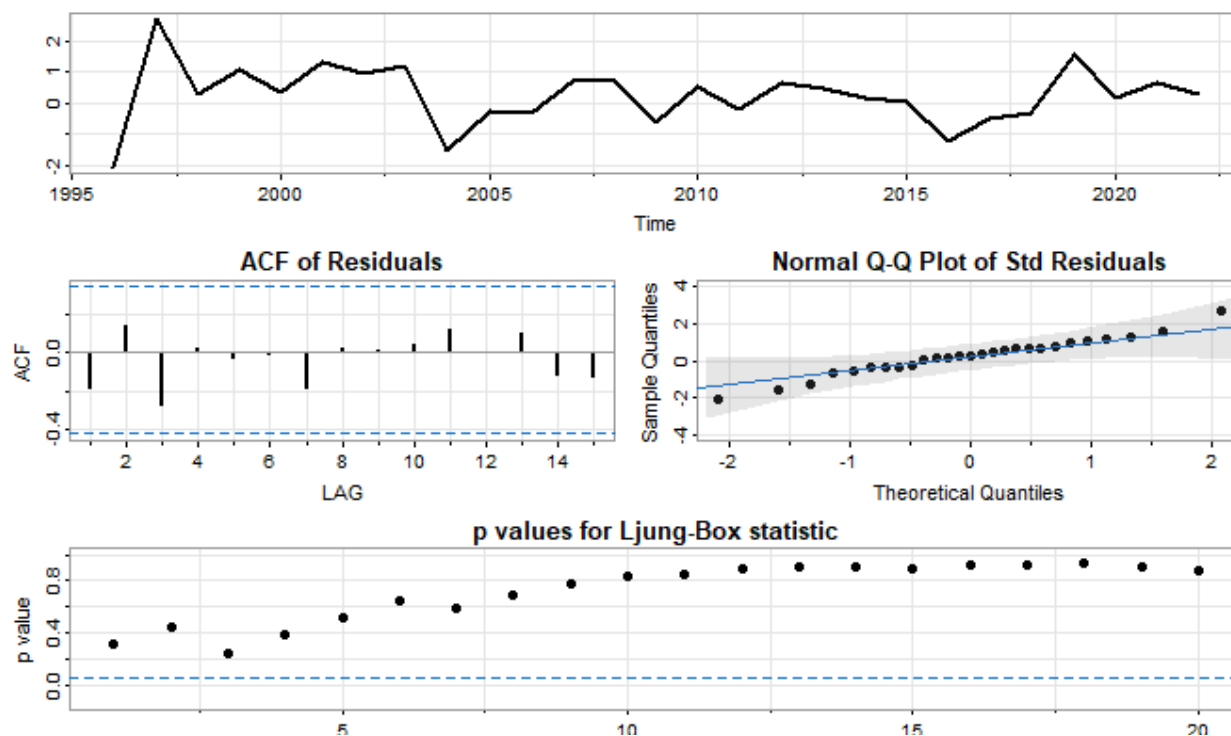 2
1
0
-2
1995 2000 2005 2010 2015 2020
Time
ACF of Residuals
ACF
0.0
-0.4
2 4 6 8 10 12 14
LAG
Normal Q-Q Plot of Std Residuals
Sample Quantiles
4
2
0
-2
-4
-2 -1 0 1 2
Theoretical Quantiles
p values for Ljung-Box statistic
p value
0.8
0.4
0.0
5 10 15 20